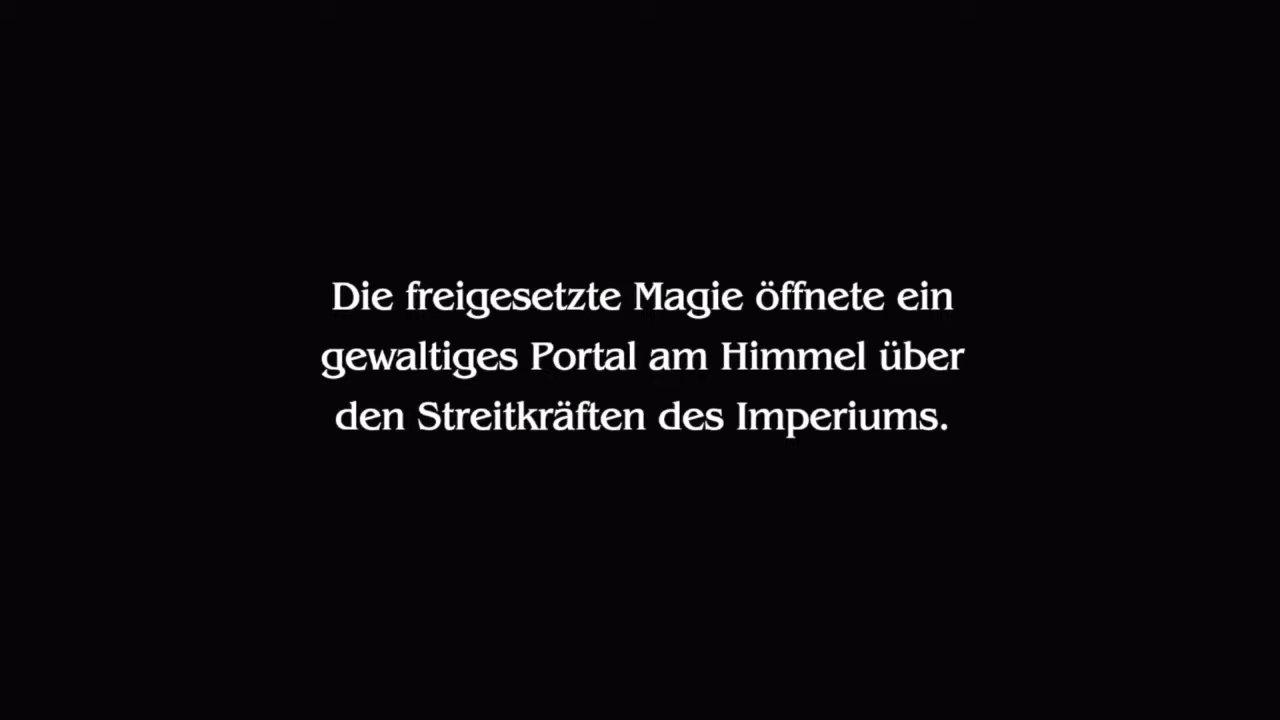 Die freigesetzte Magie öffnete ein
gewaltiges Portal am Himmel über
den Streitkräften des Imperiums.